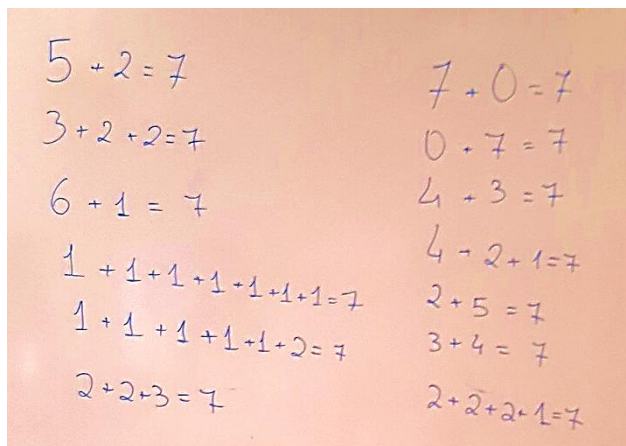 5 + 2 = 7
3 + 2 + 2 = 7
6 + 1 = 7
1 + 1 + 1 + 1 + 1 + 1 + 1 = 7
1 + 1 + 1 + 1 + 1 + 2 = 7
2 + 2 + 3 = 7
7 + 0 = 7
0 + 7 = 7
4 + 3 = 7
4 + 2 + 1 = 7
2 + 5 = 7
3 + 4 = 7
2 + 2 + 2 + 1 = 7